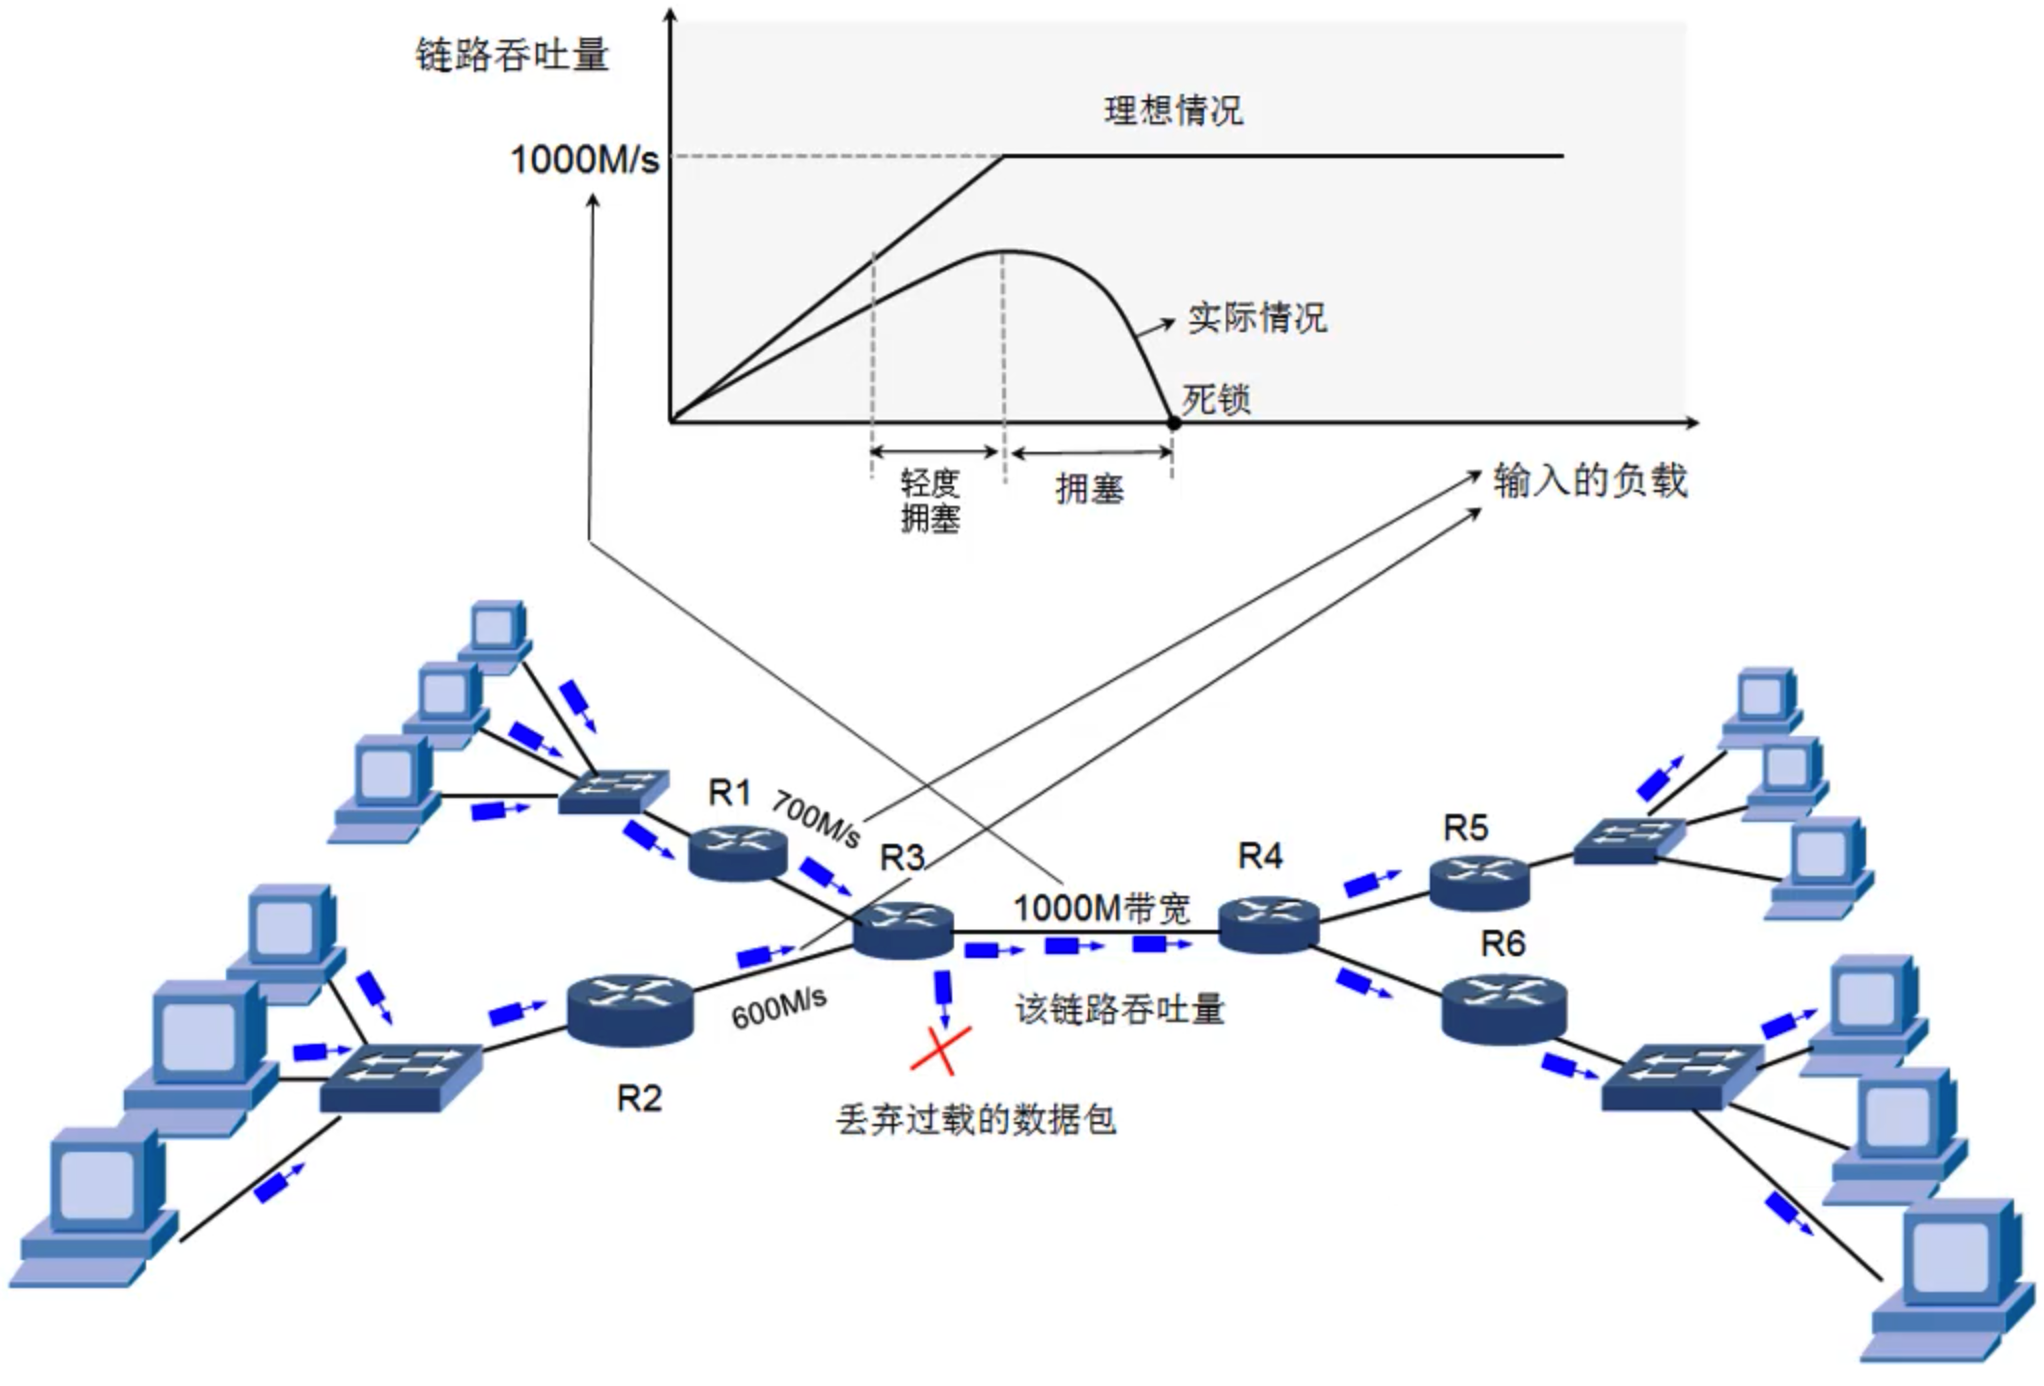 链路吞吐量
理想情况
1000M/s
实际情况
死锁
轻度
拥塞
拥塞
输入的负载
R1
700M/s
R3
R4
R5
1000M带宽
R6
600M/s
该链路吞吐量
R2
丢弃过载的数据包